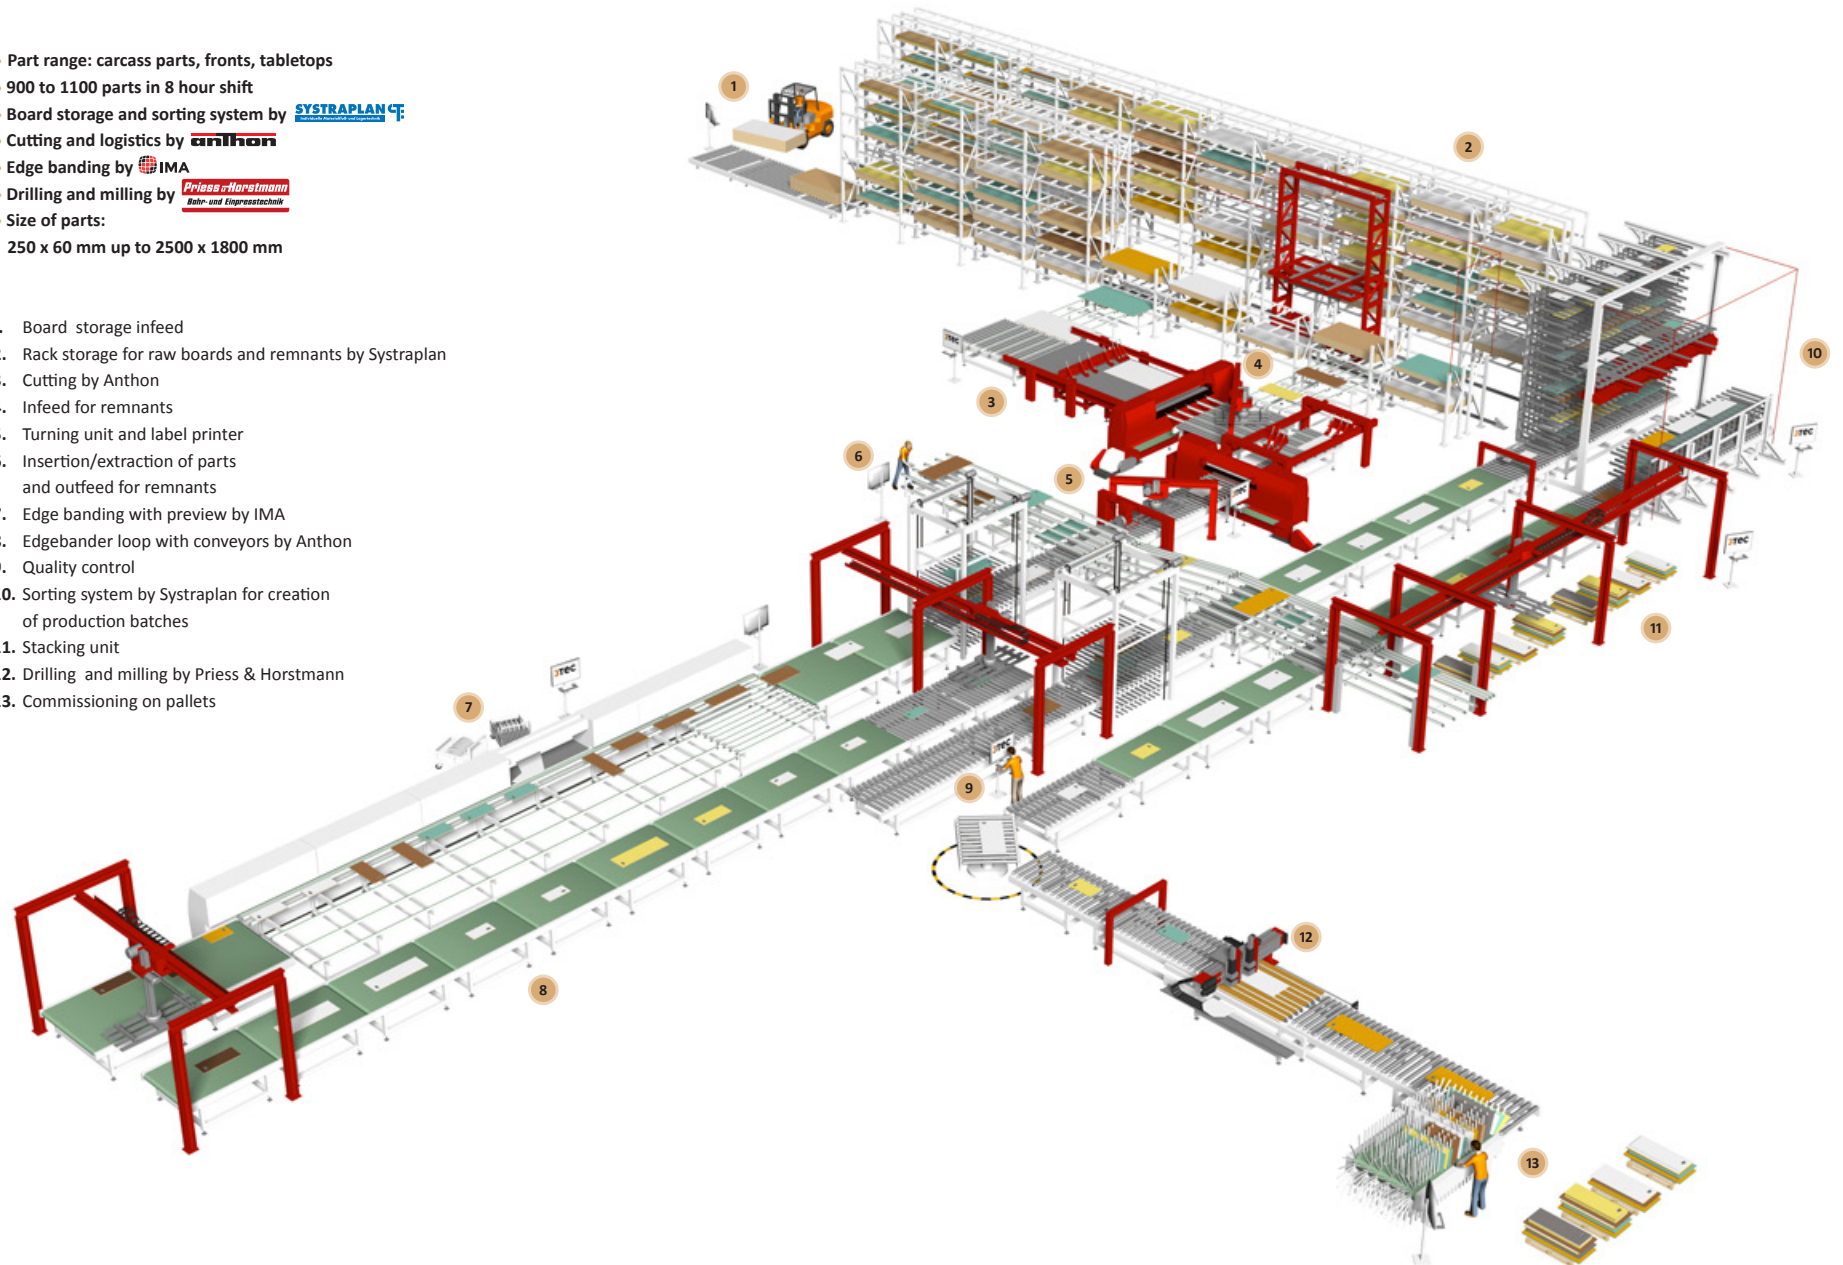 Part range: carcass parts, fronts, tabletops
900 to 1100 parts in 8 hour shift
Board storage and sorting system by SYSTRAPLAN
Cutting and logistics by anthon
Edge banding by IMA
Drilling and milling by Priess Horstmann
Bohr- und Einpresstechnik
Size of parts:
250 x 60 mm up to 2500 x 1800 mm
. Board storage infeed
. Rack storage for raw boards and remnants by Systraplan
. Cutting by Anthon
. Infeed for remnants
. Turning unit and label printer
. Insertion/extraction of parts
and outfeed for remnants
. Edge banding with preview by IMA
. Edgebander loop with conveyors by Anthon
. Quality control
0. Sorting system by Systraplan for creation
of production batches
1. Stacking unit
2. Drilling and milling by Priess & Horstmann
3. Commissioning on pallets
1
2
3
4
10
6
5
11
7
9
12
8
13
3TEC
3TEC
3TEC
3TEC
3TEC
3TEC